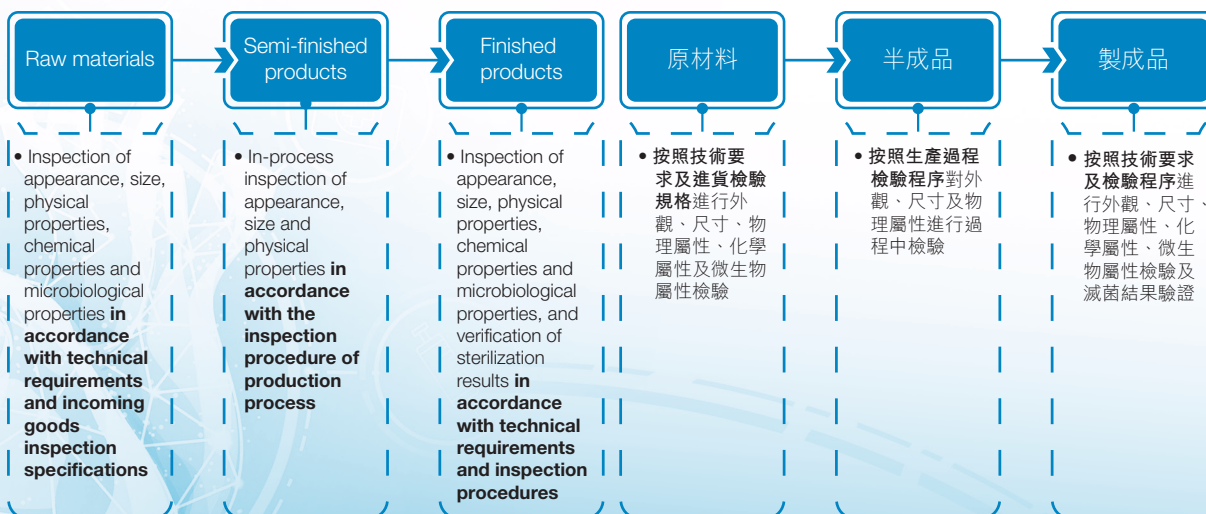 Raw materials
Semi-finished
products
Finished
products
原材料
半成品
製成品
• Inspection of
appearance, size,
physical
properties,
chemical
properties and
microbiological
properties in
accordance
with technical
requirements
and incoming
goods
inspection
specifications
• In-process
inspection of
appearance,
size and
physical
properties in
accordance
with the
inspection
procedure of
production
process
• Inspection of
appearance,
size, physical
properties,
chemical
properties and
microbiological
properties, and
verification of
sterilization
results in
accordance
with technical
requirements
and inspection
procedures
• 按照技術要
求及進貨檢驗
規格進行外
觀、尺寸、物
理屬性、化學
屬性及微生物
屬性檢驗
• 按照生產過程
檢驗程序對外
觀、尺寸及物
理屬性進行過
程中檢驗
• 按照技術要求
及檢驗程序進
行外觀、尺寸、
物理屬性、化
學屬性、微生
物屬性檢驗及
滅菌結果驗證